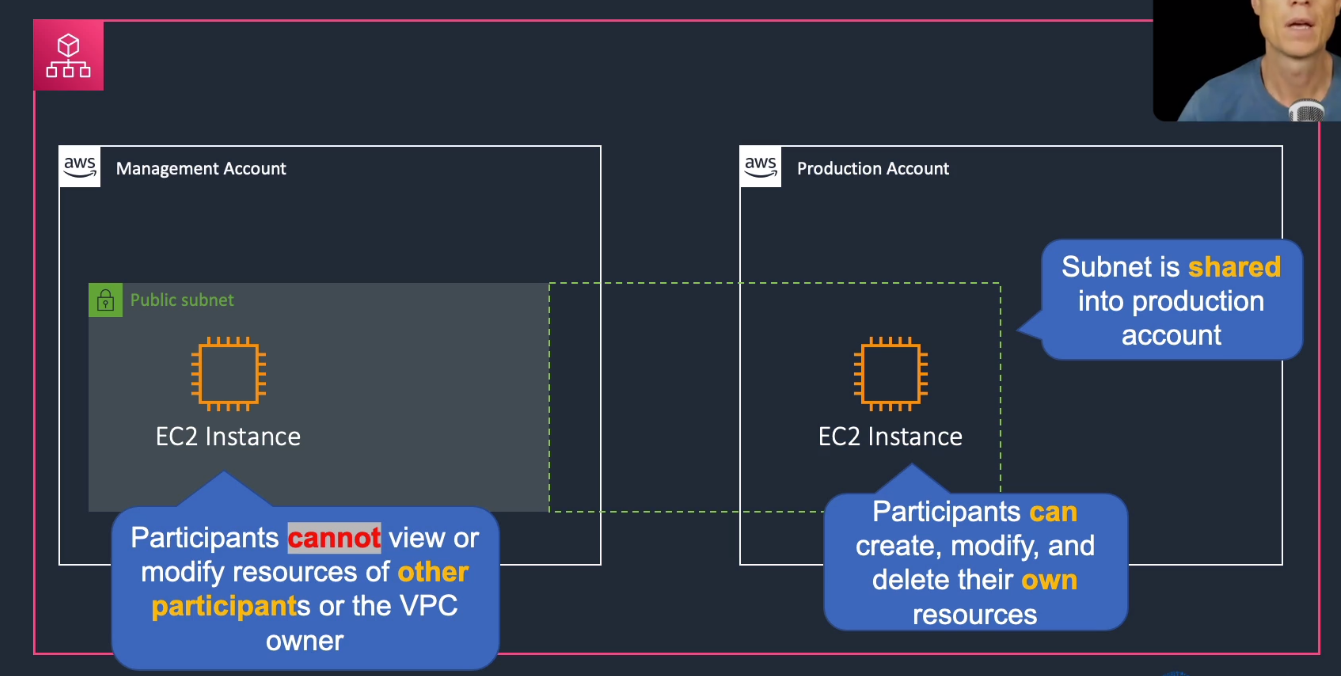 aws
Management Account
aws
Production Account
Subnet is shared
into production
account
Public subnet
EC2 Instance
EC2 Instance
Participants cannot view or
modify resources of other
participants or the VPC
owner
Participants can
create, modify, and
delete their own
resources